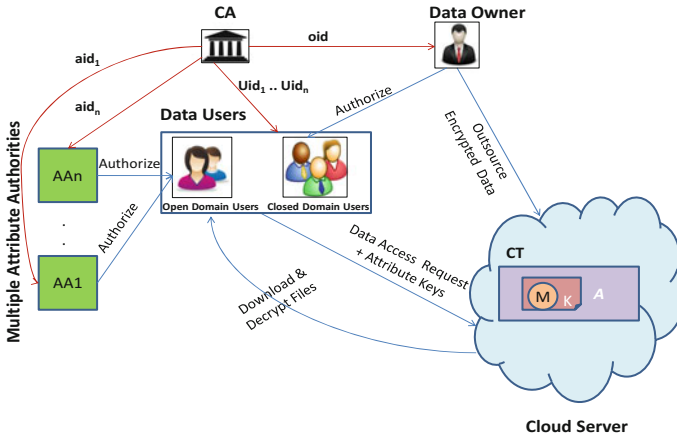 CA
Data Owner
oid
aid1
aidn
Uid1 .. Uidn
Authorize
Data Users
Outsource
Encrypted Data
Multiple Attribute Authorities
AAn
Authorize
Open Domain Users
Closed Domain Users
.
.
Authorize
AA1
Data Access Request
+ Attribute Keys
Download &
Decrypt Files
CT
M
K
A
Cloud Server